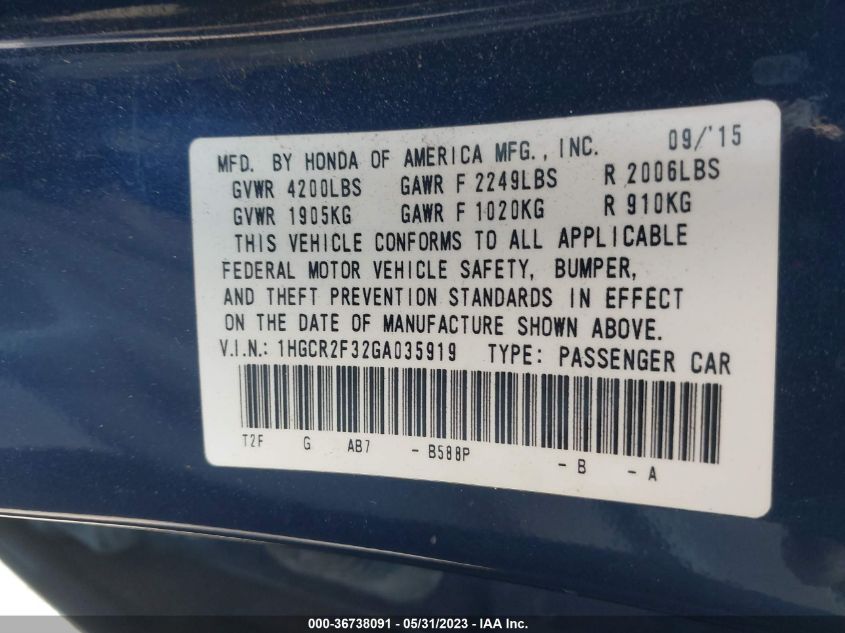 MFD. BY HONDA OF AMERICA MFG., INC. 09/'15
GVWR 4200LBS GAWR F 2249LBS R 2006LBS
GVWR 1905KG GAWR F 1020KG R 910KG
THIS VEHICLE CONFORMS TO ALL APPLICABLE
FEDERAL MOTOR VEHICLE SAFETY, BUMPER,
AND THEFT PREVENTION STANDARDS IN EFFECT
ON THE DATE OF MANUFACTURE SHOWN ABOVE.
V.I.N.: 1HGCR2F32GA035919 TYPE: PASSENGER CAR
T2F G AB7 - B588P - B - A
000-36738091 - 05/31/2023 - IAA Inc.